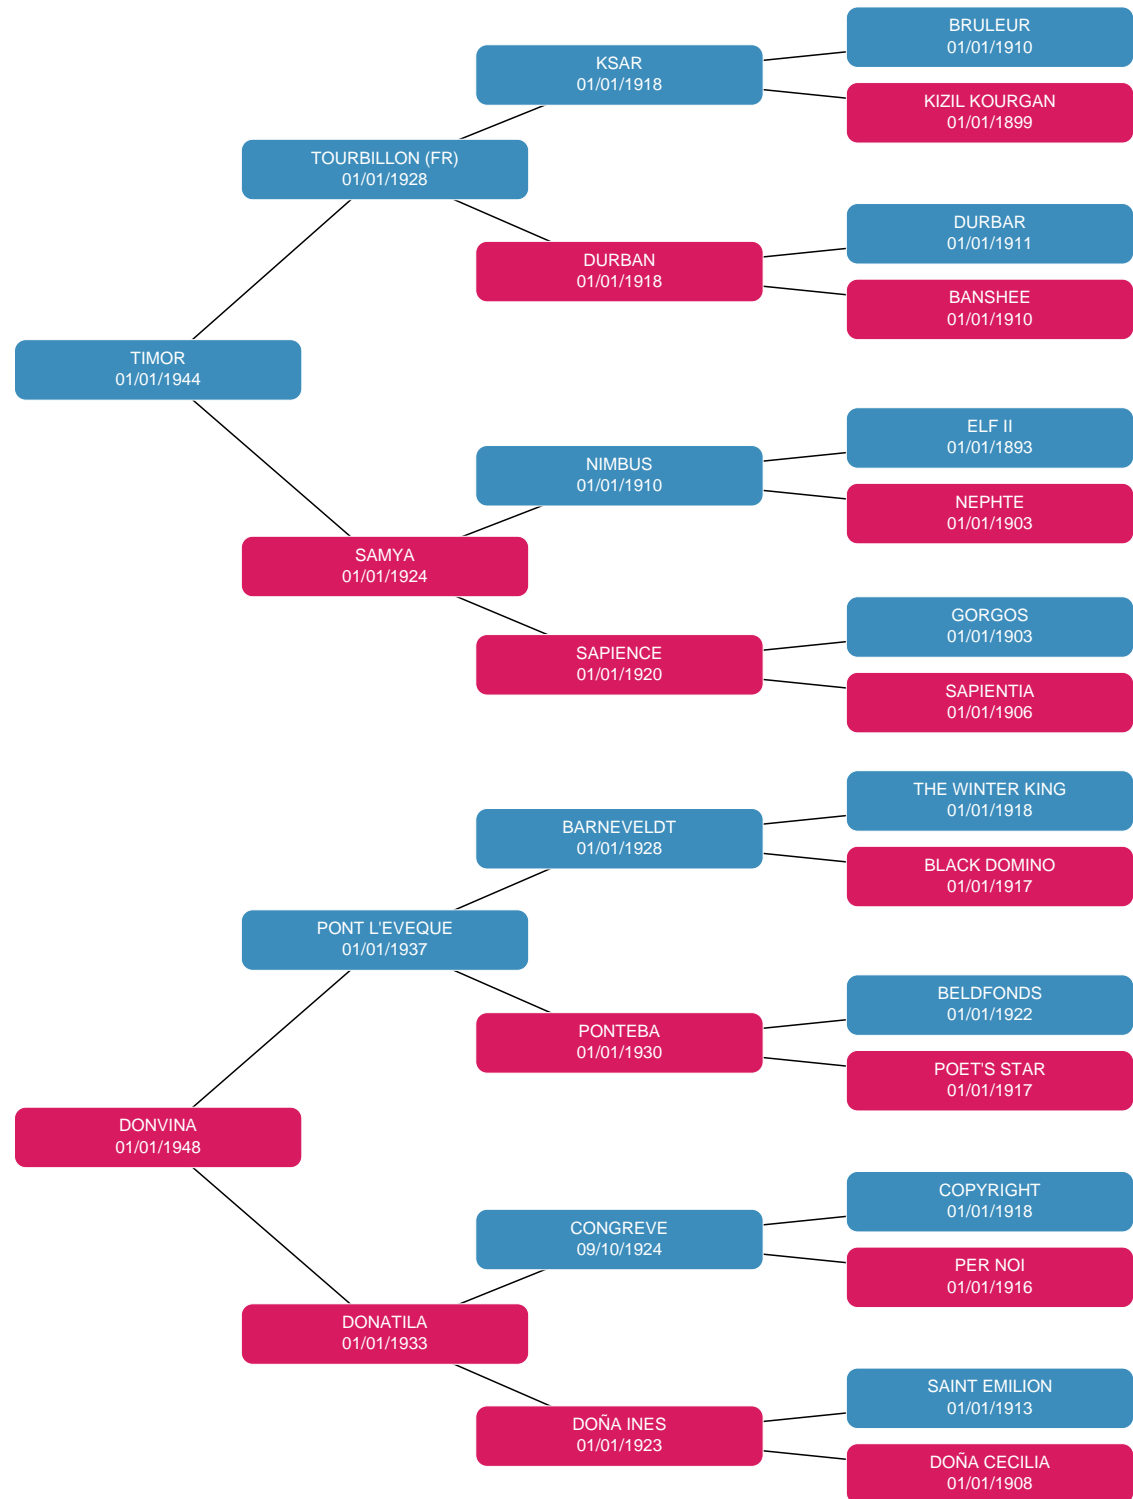 BRULEUR
01/01/1910
KSAR
01/01/1918
KIZIL KOURGAN
01/01/1899
TOURBILLON (FR)
01/01/1928
DURBAR
01/01/1911
DURBAN
01/01/1918
BANSHEE
01/01/1910
TIMOR
01/01/1944
ELF II
01/01/1893
NIMBUS
01/01/1910
NEPHTE
01/01/1903
SAMYA
01/01/1924
GORGOS
01/01/1903
SAPIENCE
01/01/1920
SAPIENTIA
01/01/1906
THE WINTER KING
01/01/1918
BARNEVELDT
01/01/1928
BLACK DOMINO
01/01/1917
PONT L'EVEQUE
01/01/1937
BELDFONDS
01/01/1922
PONTEBA
01/01/1930
POET'S STAR
01/01/1917
DONVINA
01/01/1948
COPYRIGHT
01/01/1918
CONGREVE
09/10/1924
PER NOI
01/01/1916
DONATILA
01/01/1933
SAINT EMILION
01/01/1913
DOÑA INES
01/01/1923
DOÑA CECILIA
01/01/1908